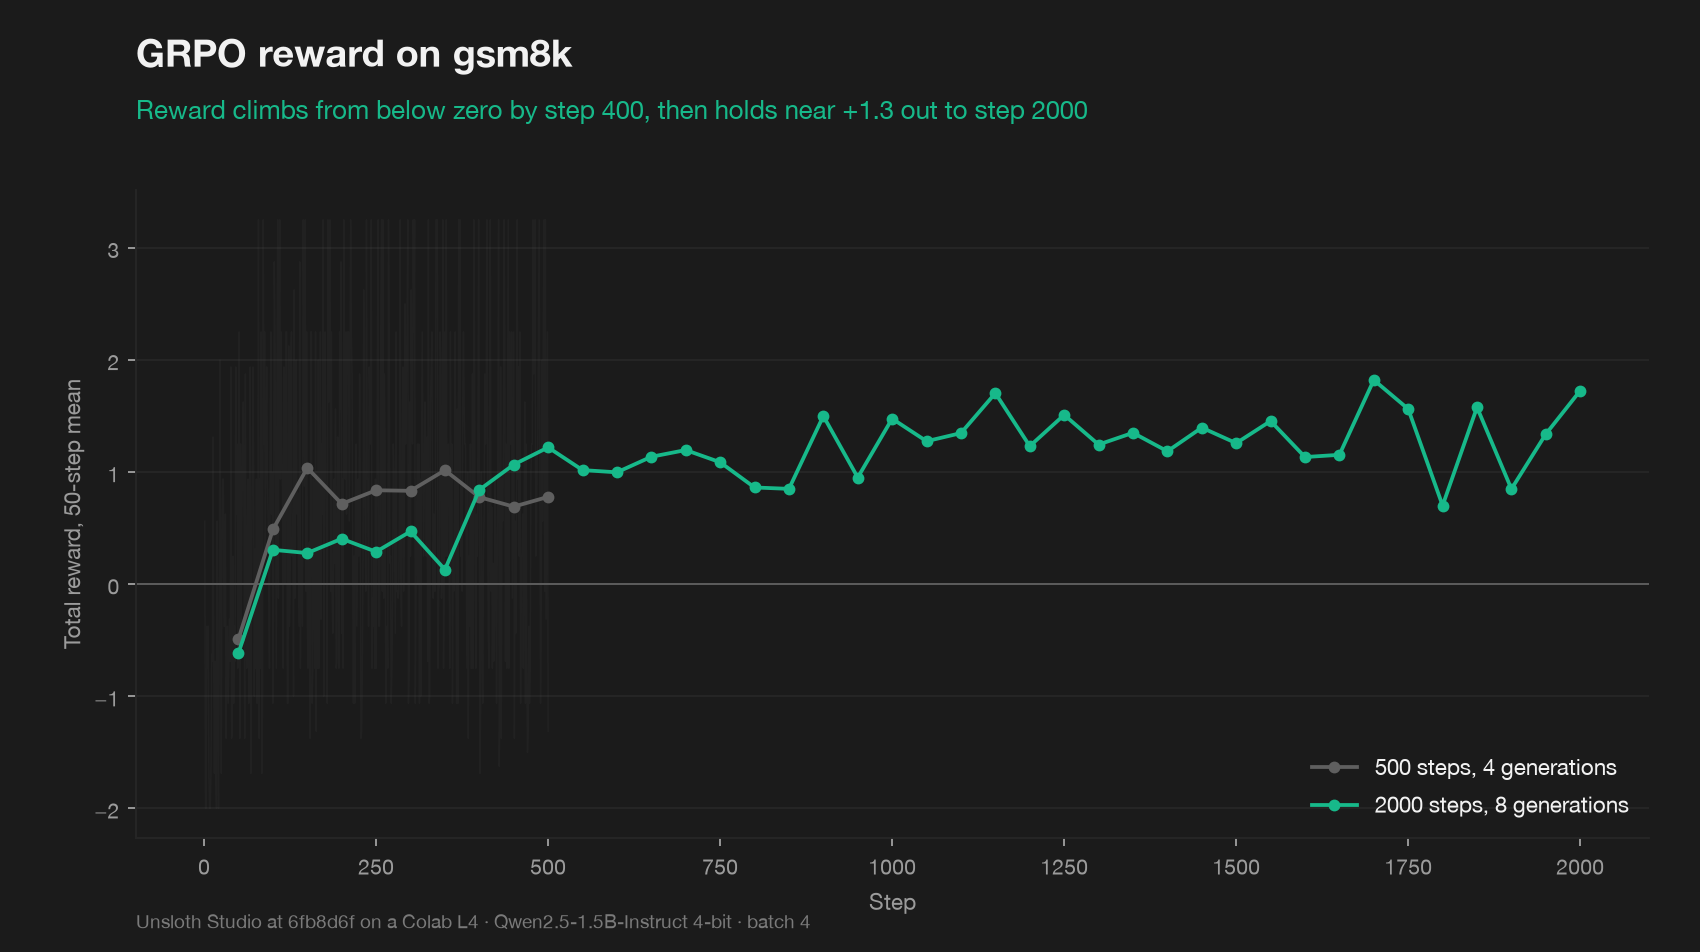 GRPO reward on gsm8k
Reward climbs from below zero by step 400, then holds near +1.3 out to step 2000
Total reward, 50-step mean
3
2
1
0
−1
−2
500 steps, 4 generations
2000 steps, 8 generations
0 250 500 750 1000 1250 1500 1750 2000
Step
Unsloth Studio at 6fb8d6f on a Colab L4 · Qwen2.5-1.5B-Instruct 4-bit · batch 4